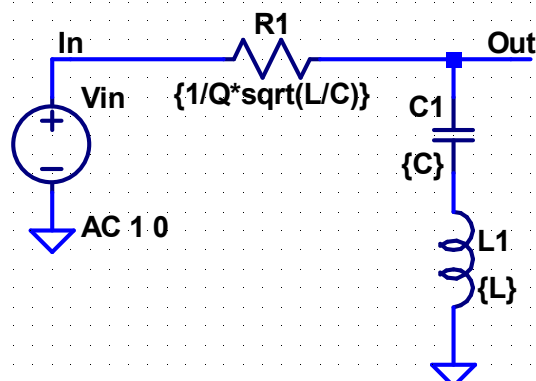 In
R1
Out
Vin
{1/Q*sqrt(L/C)}
C1
{C}
AC 1 0
L1
{L}